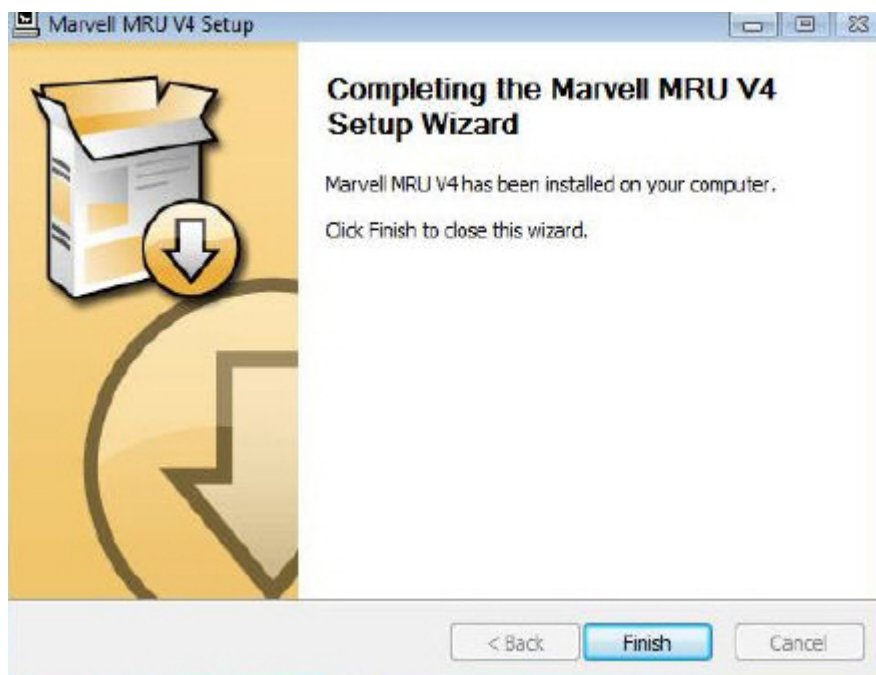 Marvell MRU V4 Setup
Completing the Marvell MRU V4
Setup Wizard
Marvell MRU V4 has been installed on your computer.
Click Finish to close this wizard.
< Back
Finish
Cancel